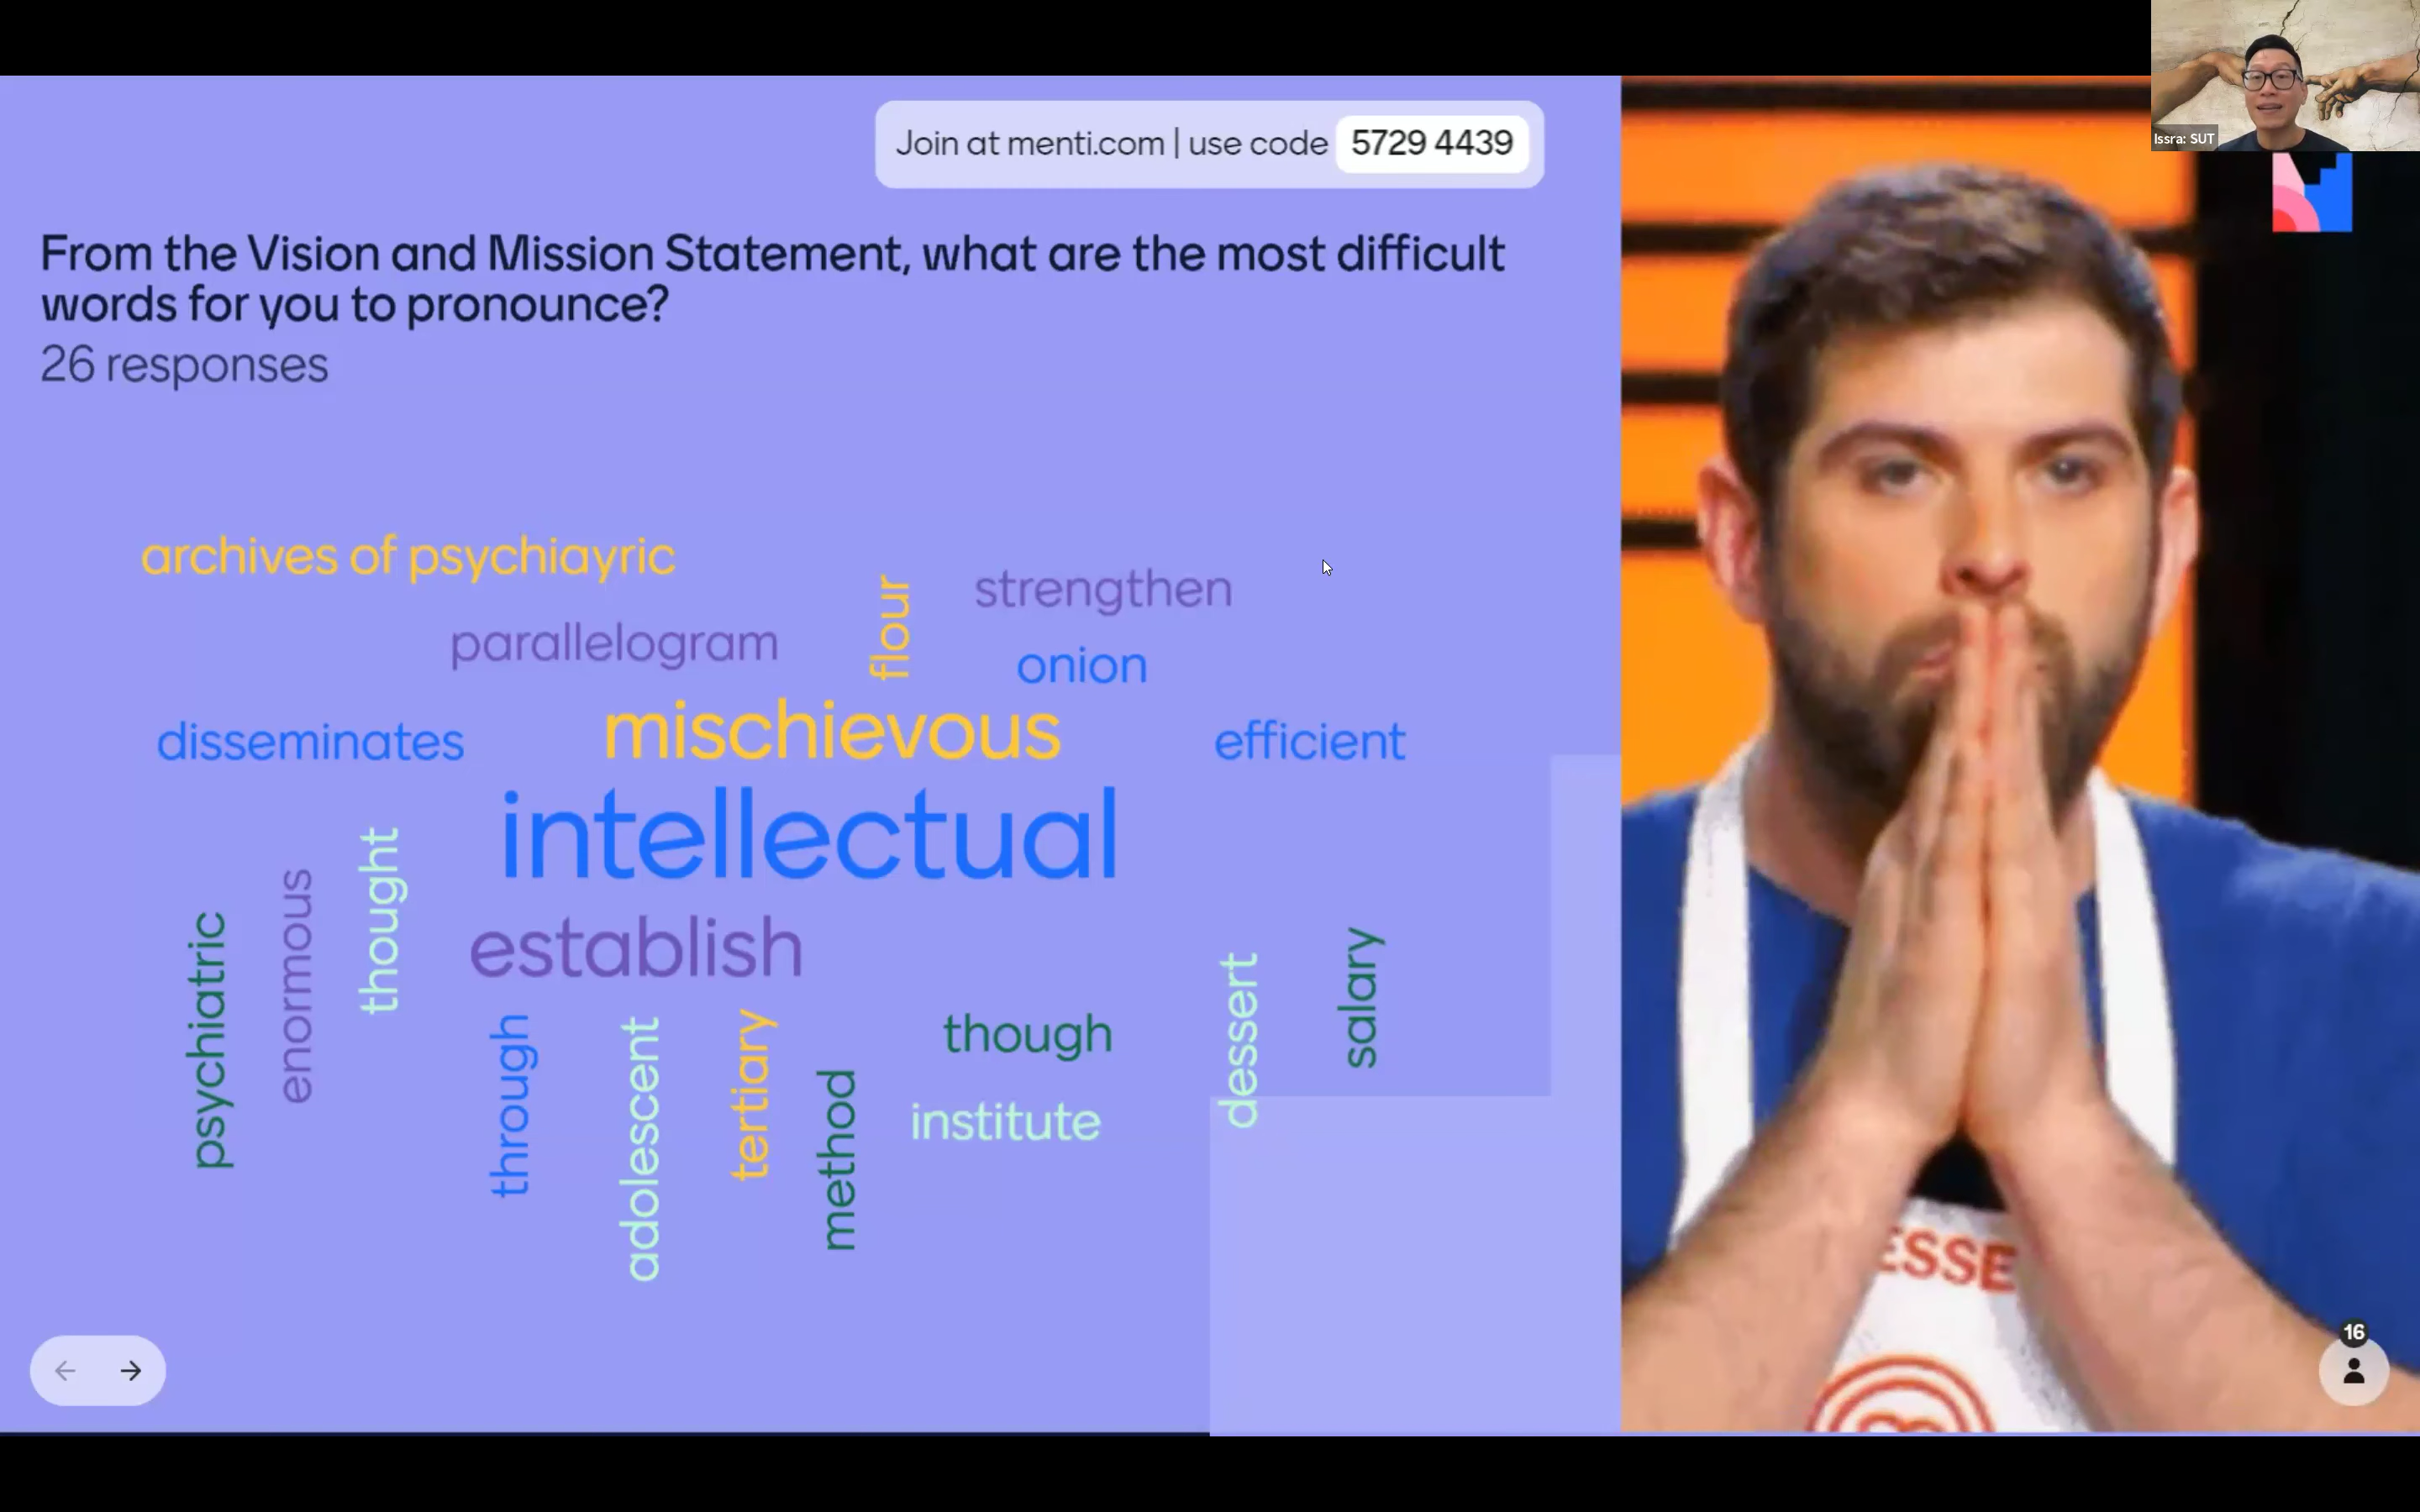 Issra: SUT
Join at menti.com | use code 5729 4439
From the Vision and Mission Statement, what are the most difficult
words for you to pronounce?
26 responses
archives of psychiayric
strengthen
flour
parallelogram
onion
mischievous
disseminates
efficient
intellectual
thought
enormous
psychiatric
establish
salary
dessert
though
through
adolescent
tertiary
method
institute
ESSE
16